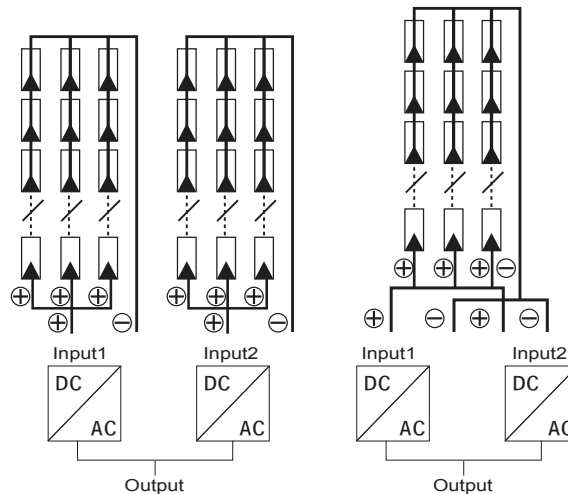 ⊕ ⊕ ⊕
⊕ ⊖
Input1
DC
AC
⊕ ⊕ ⊕
⊕ ⊖
Input2
DC
AC
Output
⊕ ⊕ ⊕ ⊖
⊕ ⊖ ⊕ ⊖
Input1
DC
AC
Input2
DC
AC
Output